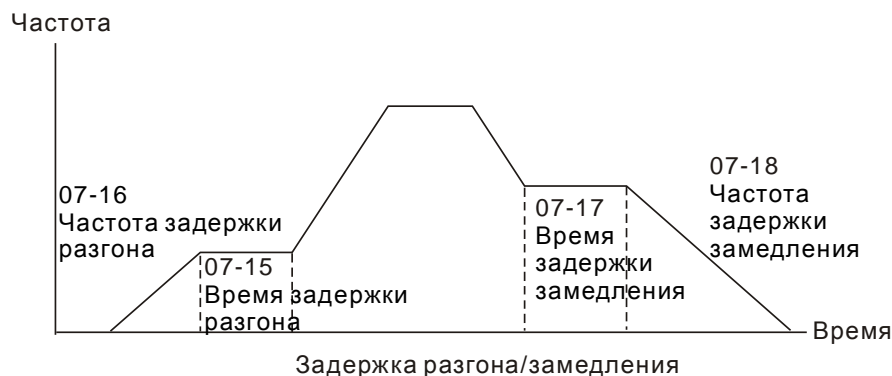 Частота
07-16
Частота задержки
разгона
07-15
Время задержки
разгона
07-17
Время
задержки
замедления
07-18
Частота
задержки
замедления
Время
Задержка разгона/замедления